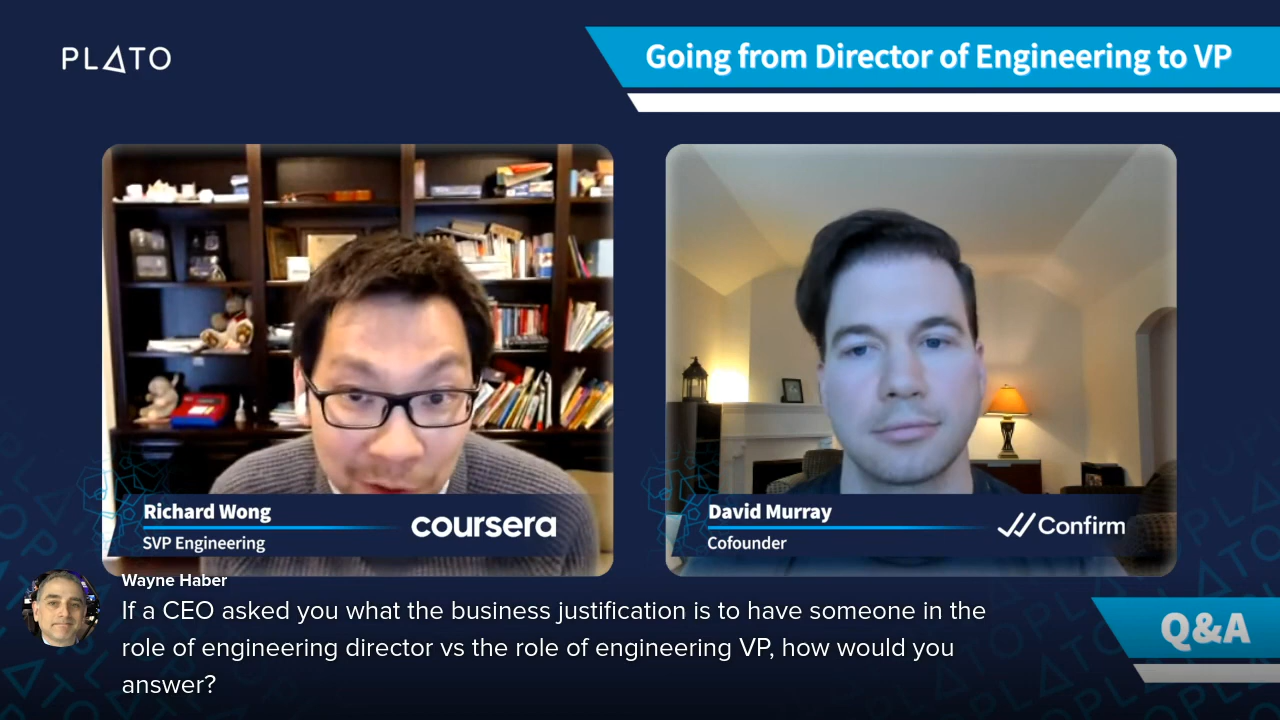 PLATO
Going from Director of Engineering to VP
Richard Wong
SVP Engineering
coursera
David Murray
Cofounder
Confirm
Wayne Haber
If a CEO asked you what the business justification is to have someone in the
role of engineering director vs the role of engineering VP, how would you
answer?
Q&A